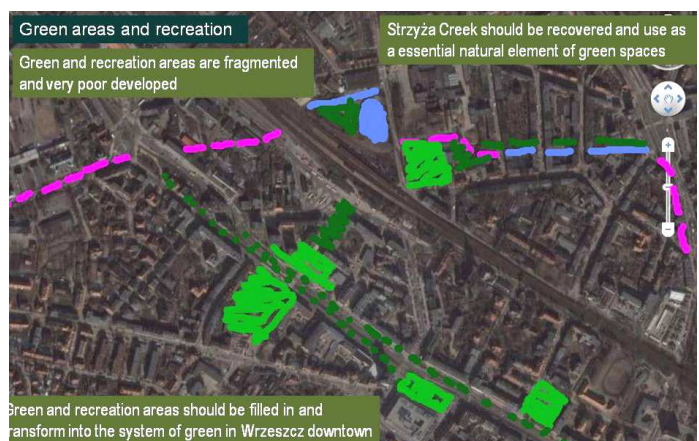 Green areas and recreation
Green and recreation areas are fragmented
and very poor developed
Strzyża Creek should be recovered and use as
a essential natural element of green spaces
Green and recreation areas should be filled in and
transform into the system of green in Wrzeszcz downtown